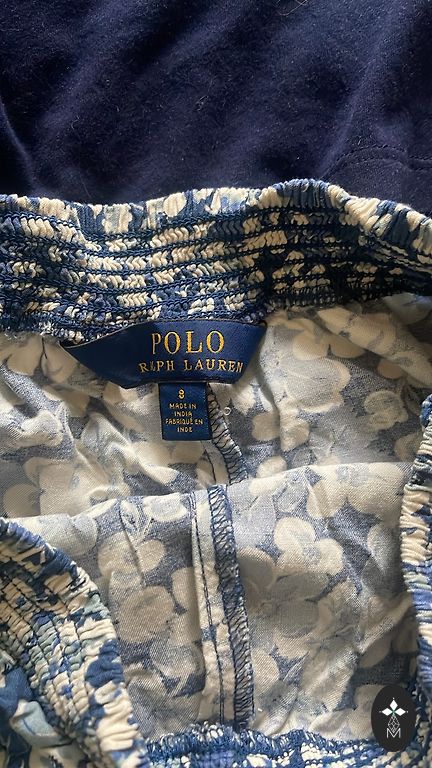 POLO
RALPH LAUREN
8
MADE IN
INDIA
FABRIQUÉ EN
INDE
M